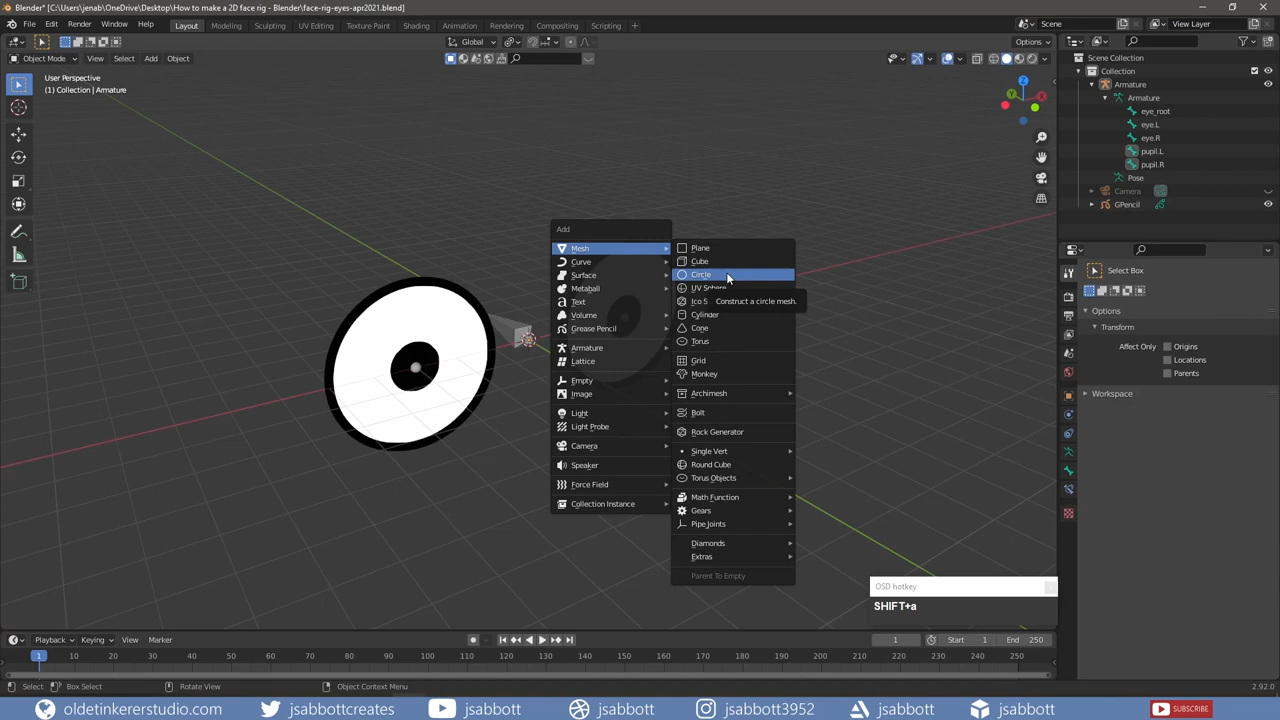 Blender* [C:\Users\jenab\OneDrive\Desktop\How to make a 2D face rig\face-rig-eyes-apr2021.blend]
File Edit Render Window Help Layout Modeling Sculpting UV Editing Texture Paint Shading Animation Rendering Compositing Scripting + Scene View Layer
Global Options
Object Mode View Select Add Object
User Perspective
(1) Collection | Armature
Scene Collection
Collection
Armature
Armature
eye_root
eye.L
eye.R
pupil.L
pupil.R
Pose
Camera
GPencil
Z
Y
X
Add
Mesh
Curve
Surface
Metaball
Text
Volume
Grease Pencil
Armature
Lattice
Empty
Image
Light
Light Probe
Camera
Speaker
Force Field
Collection Instance
Plane
Cube
Circle
UV Sphere
Ico S
Construct a circle mesh.
Cylinder
Cone
Torus
Grid
Monkey
Archimesh
Bolt
Rock Generator
Single Vert
Round Cube
Torus Objects
Math Function
Gears
Pipe Joints
Diamonds
Extras
Parent To Empty
Select Box
Options
Transform
Affect Only Origins
Locations
Parents
Workspace
OSD hotkey
SHIFT+a
Playback Keying View Marker 1 Start 1 End 250
1 10 20 30 40 50 60 70 80 90 100 110 120 130 140 150 160 170 180 190 200 210 220 230 240 250
Select Box Select Rotate View Object Context Menu 2.92.0
oldetinkererstudio.com jsabbottcreates jsabbott jsabbott jsabbott3952 jsabbott jsabbott SUBSCRIBE